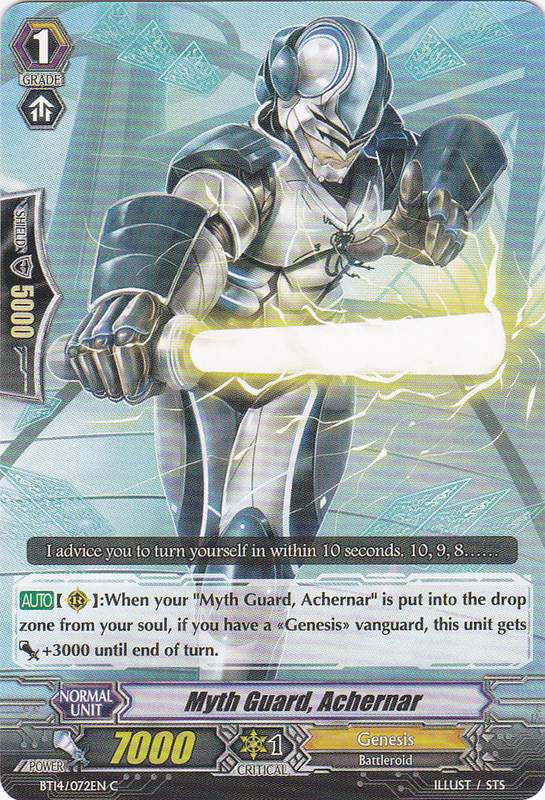 1
GRADE
SHIELD
5000
I advice you to turn yourself in within 10 seconds. 10, 9, 8......
AUTO [ R ]:When your "Myth Guard, Achernar" is put into the drop
zone from your soul, if you have a «Genesis» vanguard, this unit gets
+3000 until end of turn.
NORMAL
UNIT
Myth Guard, Achernar
POWER
7000
1
CRITICAL
Genesis
Battleroid
BT14/072EN C
ILLUST / STS